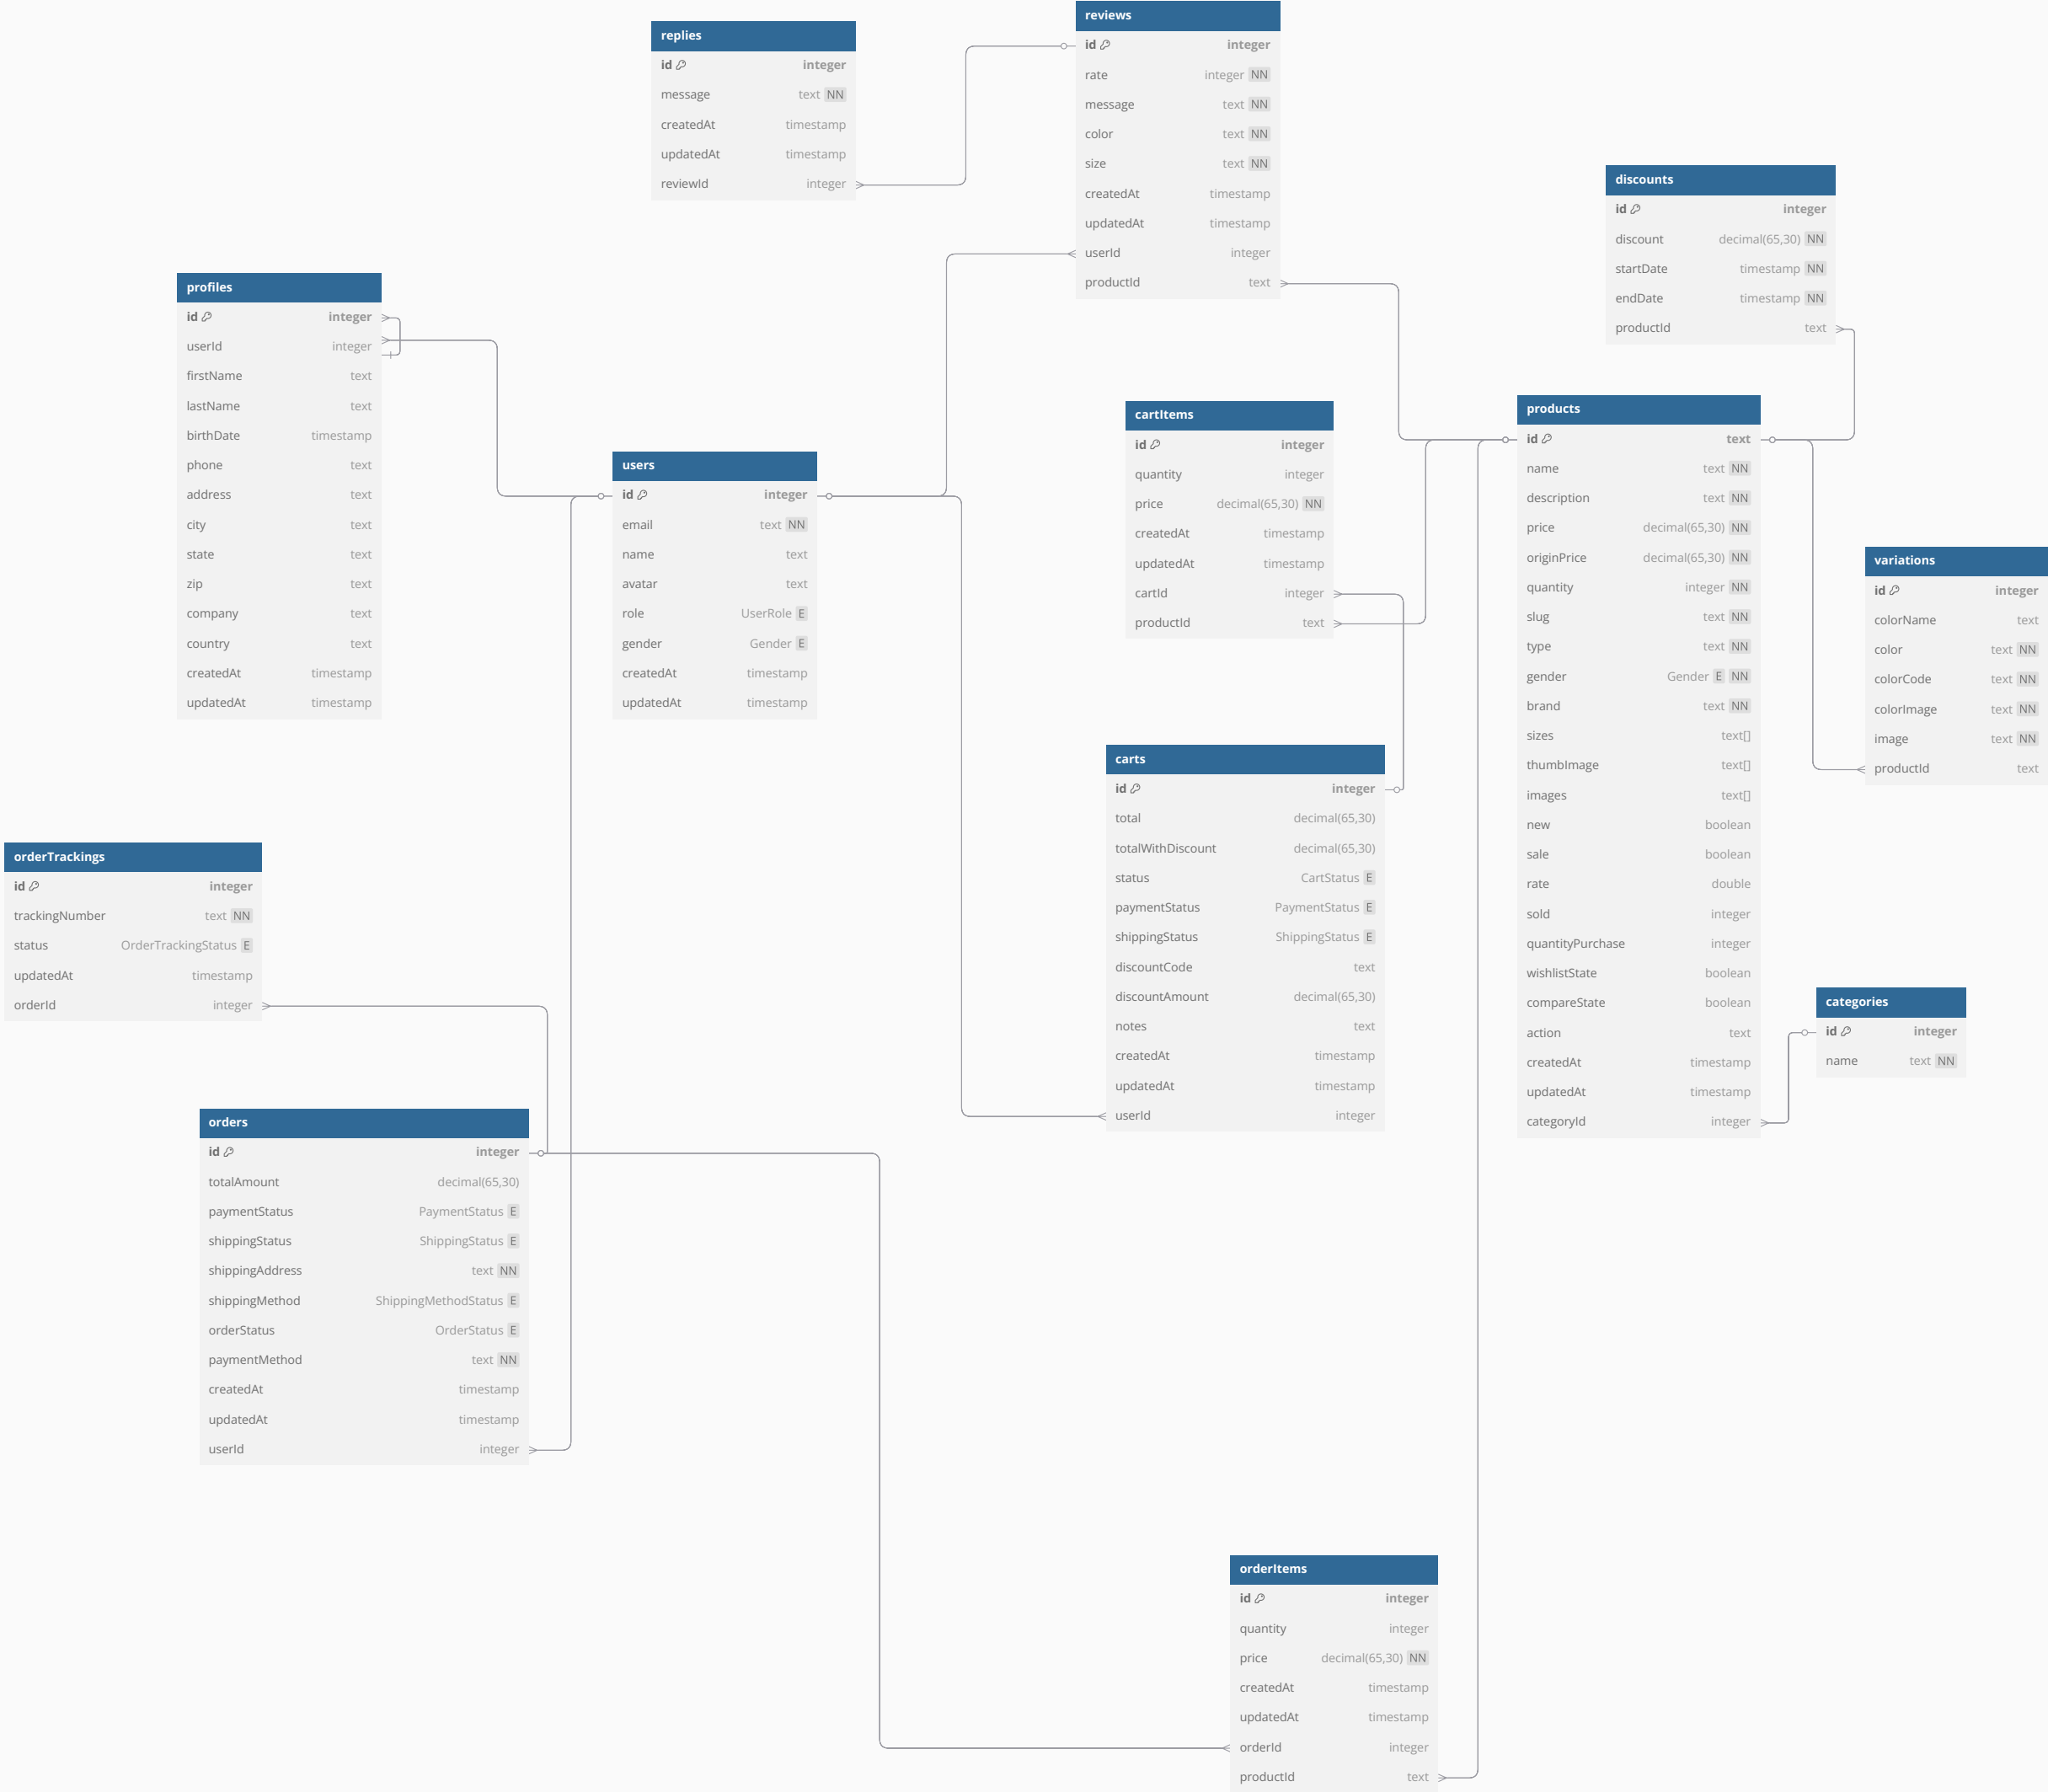 replies
id integer
message text NN
createdAt timestamp
updatedAt timestamp
reviewId integer
reviews
id integer
rate integer NN
message text NN
color text NN
size text NN
createdAt timestamp
updatedAt timestamp
userId integer
productId text
discounts
id integer
discount decimal(65,30) NN
startDate timestamp NN
endDate timestamp NN
productId text
profiles
id integer
userId integer
firstName text
lastName text
birthDate timestamp
phone text
address text
city text
state text
zip text
company text
country text
createdAt timestamp
updatedAt timestamp
users
id integer
email text NN
name text
avatar text
role UserRole E
gender Gender E
createdAt timestamp
updatedAt timestamp
cartItems
id integer
quantity integer
price decimal(65,30) NN
createdAt timestamp
updatedAt timestamp
cartId integer
productId text
products
id text
name text NN
description text NN
price decimal(65,30) NN
originPrice decimal(65,30) NN
quantity integer NN
slug text NN
type text NN
gender Gender E NN
brand text NN
sizes text[]
thumbImage text[]
images text[]
new boolean
sale boolean
rate double
sold integer
quantityPurchase integer
wishlistState boolean
compareState boolean
action text
createdAt timestamp
updatedAt timestamp
categoryId integer
variations
id integer
colorName text
color text NN
colorCode text NN
colorImage text NN
image text NN
productId text
carts
id integer
total decimal(65,30)
totalWithDiscount decimal(65,30)
status CartStatus E
paymentStatus PaymentStatus E
shippingStatus ShippingStatus E
discountCode text
discountAmount decimal(65,30)
notes text
createdAt timestamp
updatedAt timestamp
userId integer
orderTrackings
id integer
trackingNumber text NN
status OrderTrackingStatus E
updatedAt timestamp
orderId integer
categories
id integer
name text NN
orders
id integer
totalAmount decimal(65,30)
paymentStatus PaymentStatus E
shippingStatus ShippingStatus E
shippingAddress text NN
shippingMethod ShippingMethodStatus E
orderStatus OrderStatus E
paymentMethod text NN
createdAt timestamp
updatedAt timestamp
userId integer
orderItems
id integer
quantity integer
price decimal(65,30) NN
createdAt timestamp
updatedAt timestamp
orderId integer
productId text